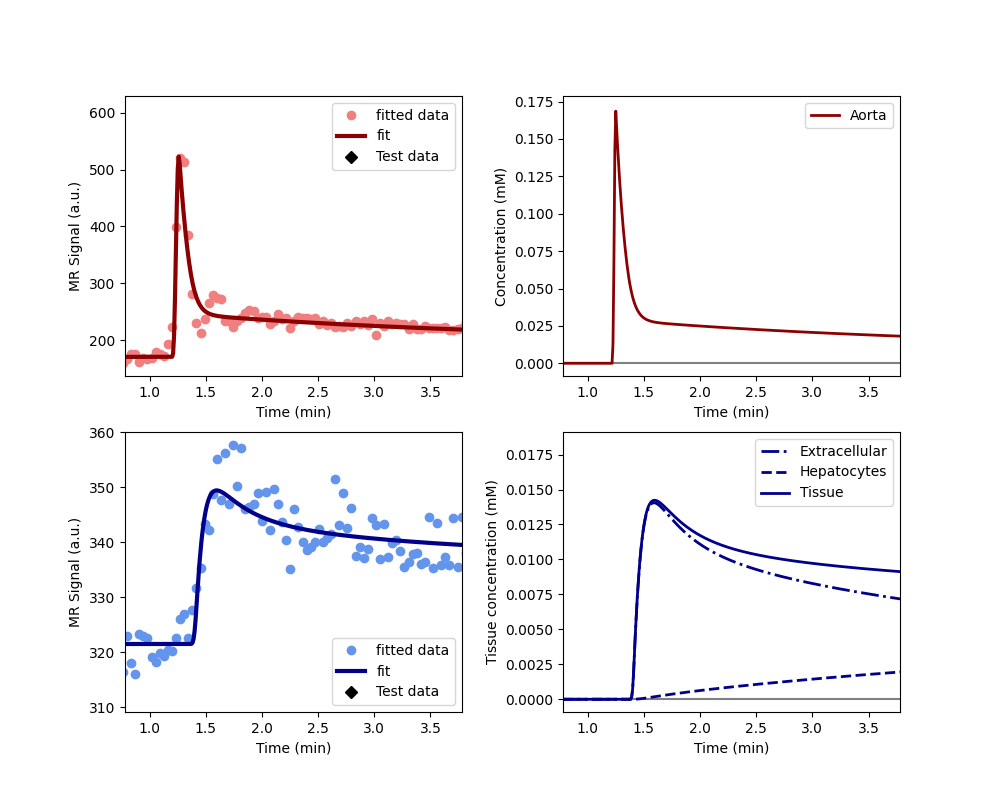 600
500
400
300
200
MR Signal (a.u.)
1.0 1.5 2.0 2.5 3.0 3.5
Time (min)
fitted data
fit
Test data
0.175
0.150
0.125
0.100
0.075
0.050
0.025
0.000
Concentration (mM)
1.0 1.5 2.0 2.5 3.0 3.5
Time (min)
Aorta
360
350
340
330
320
310
MR Signal (a.u.)
1.0 1.5 2.0 2.5 3.0 3.5
Time (min)
fitted data
fit
Test data
0.0175
0.0150
0.0125
0.0100
0.0075
0.0050
0.0025
0.0000
Tissue concentration (mM)
1.0 1.5 2.0 2.5 3.0 3.5
Time (min)
Extracellular
Hepatocytes
Tissue